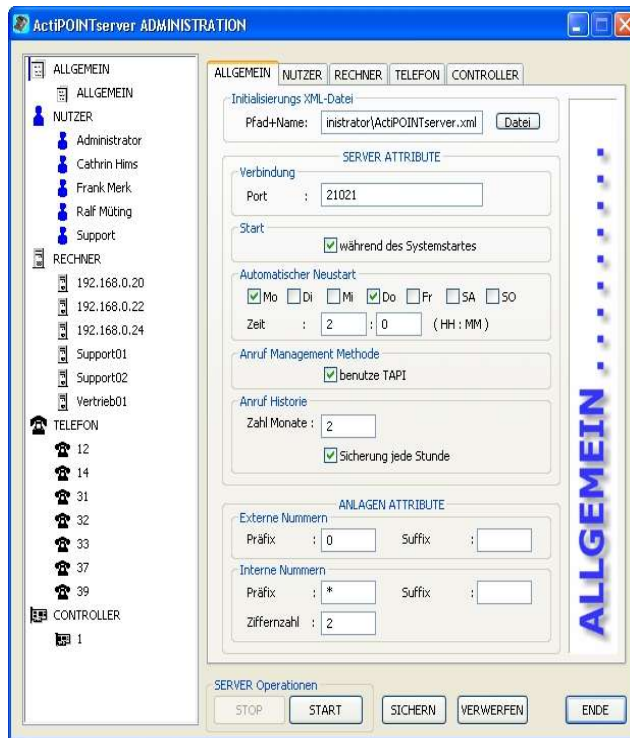 ActiPOINTserver ADMINISTRATION
ALLGEMEIN
ALLGEMEIN
NUTZER
Administrator
Cathrin Hims
Frank Merk
Ralf Müting
Support
RECHNER
192.168.0.20
192.168.0.22
192.168.0.24
Support01
Support02
Vertrieb01
TELEFON
12
14
31
32
33
37
39
CONTROLLER
1
ALLGEMEIN NUTZER RECHNER TELEFON CONTROLLER
Initialisierungs XML-Datei
Pfad+Name: inistrator\ActiPOINTserver.xml Datei
SERVER ATTRIBUTE
Verbindung
Port : 21021
Start
während des Systemstartes
Automatischer Neustart
Mo Di Mi Do Fr SA SO
Zeit : 2 : 0 ( HH : MM )
Anruf Management Methode
benutze TAPI
Anruf Historie
Zahl Monate : 2
Sicherung jede Stunde
ANLAGEN ATTRIBUTE
Externe Nummern
Präfix : 0 Suffix :
Interne Nummern
Präfix : * Suffix :
Ziffernzahl : 2
ALLGEMEIN . . . . . . . . . .
SERVER Operationen
STOP START SICHERN VERWERFEN ENDE